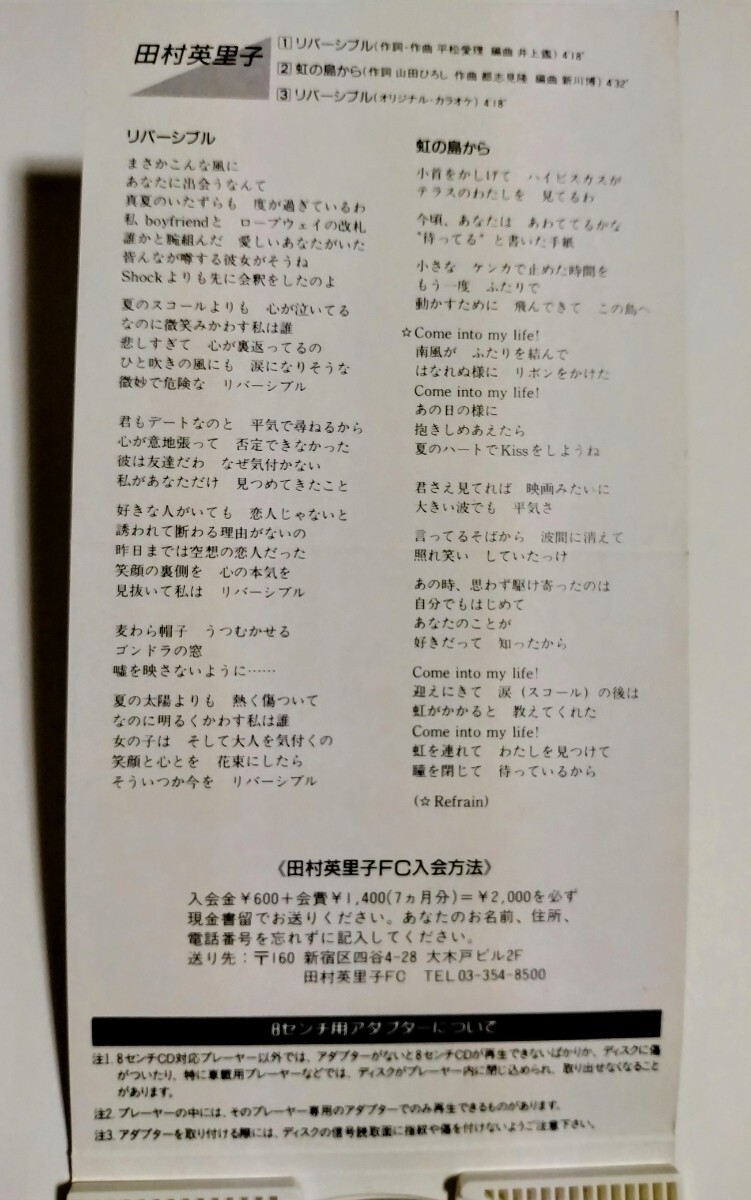 田村英里子
1 リバーシブル(作詞・作曲 平松愛理 編曲 井上鑑) 4'18"
2 虹の島から(作詞 山田ひろし 作曲 都志見隆 編曲 新川博) 4'32"
3 リバーシブル(オリジナル・カラオケ) 4'18"
リバーシブル
まさかこんな風に
あなたに出会うなんて
真夏のいたずらも 度が過ぎているわ
私 boyfriendと ロープウェイの改札
誰かと腕組んだ 愛しいあなたがいた
皆んなが噂する彼女がそうね
Shockよりも先に会釈をしたのよ
夏のスコールよりも 心が泣いてる
なのに微笑みかわす私は誰
悲しすぎて 心が裏返ってるの
ひと吹きの風にも 涙になりそうな
微妙で危険な リバーシブル
君もデートなのと 平気で尋ねるから
心が意地張って 否定できなかった
彼は友達だわ なぜ気付かない
私があなただけ 見つめてきたこと
好きな人がいても 恋人じゃないと
誘われて断わる理由がないの
昨日までは空想の恋人だった
笑顔の裏側を 心の本気を
見抜いて私は リバーシブル
麦わら帽子 うつむかせる
ゴンドラの窓
嘘を映さないように……
夏の太陽よりも 熱く傷ついて
なのに明るくかわす私は誰
女の子は そして大人を気付くの
笑顔と心とを 花束にしたら
そういつか今を リバーシブル
虹の島から
小首をかしげて ハイビスカスが
テラスのわたしを 見てるわ
今頃、あなたは あわててるかな
"待ってる" と書いた手紙
小さな ケンカで止めた時間を
もう一度 ふたりで
動かすために 飛んできて この島へ
☆Come into my life!
南風が ふたりを結んで
はなれぬ様に リボンをかけた
Come into my life!
あの日の様に
抱きしめあえたら
夏のハートでKissをしようね
君さえ見てれば 映画みたいに
大きい波でも 平気さ
言ってるそばから 波間に消えて
照れ笑い していたっけ
あの時、思わず駆け寄ったのは
自分でもはじめて
あなたのことが
好きだって 知ったから
Come into my life!
迎えにきて 涙(スコール)の後は
虹がかかると 教えてくれた
Come into my life!
虹を連れて わたしを見つけて
瞳を閉じて 待っているから
(☆Refrain)
《田村英里子FC入会方法》
入会金¥600+会費¥1,400(7ヵ月分)=¥2,000を必ず
現金書留でお送りください。あなたのお名前、住所、
電話番号を忘れずに記入してください。
送り先:〒160 新宿区四谷4-28 大木戸ビル2F
田村英里子FC TEL03-354-8500
8センチ用アダプターについて
注1. 8センチCD対応プレーヤー以外では、アダプターがないと8センチCDが再生できないばかりか、ディスクに傷
がついたり、特に車載用プレーヤーなどでは、ディスクがプレーヤー内に閉じ込められ、取り出せなくなること
があります。
注2. プレーヤーの中には、そのプレーヤー専用のアダプターでのみ再生できるものがあります。
注3. アダプターを取り付ける際には、ディスクの信号読取面に指紋や傷を付けないようご注意下さい。